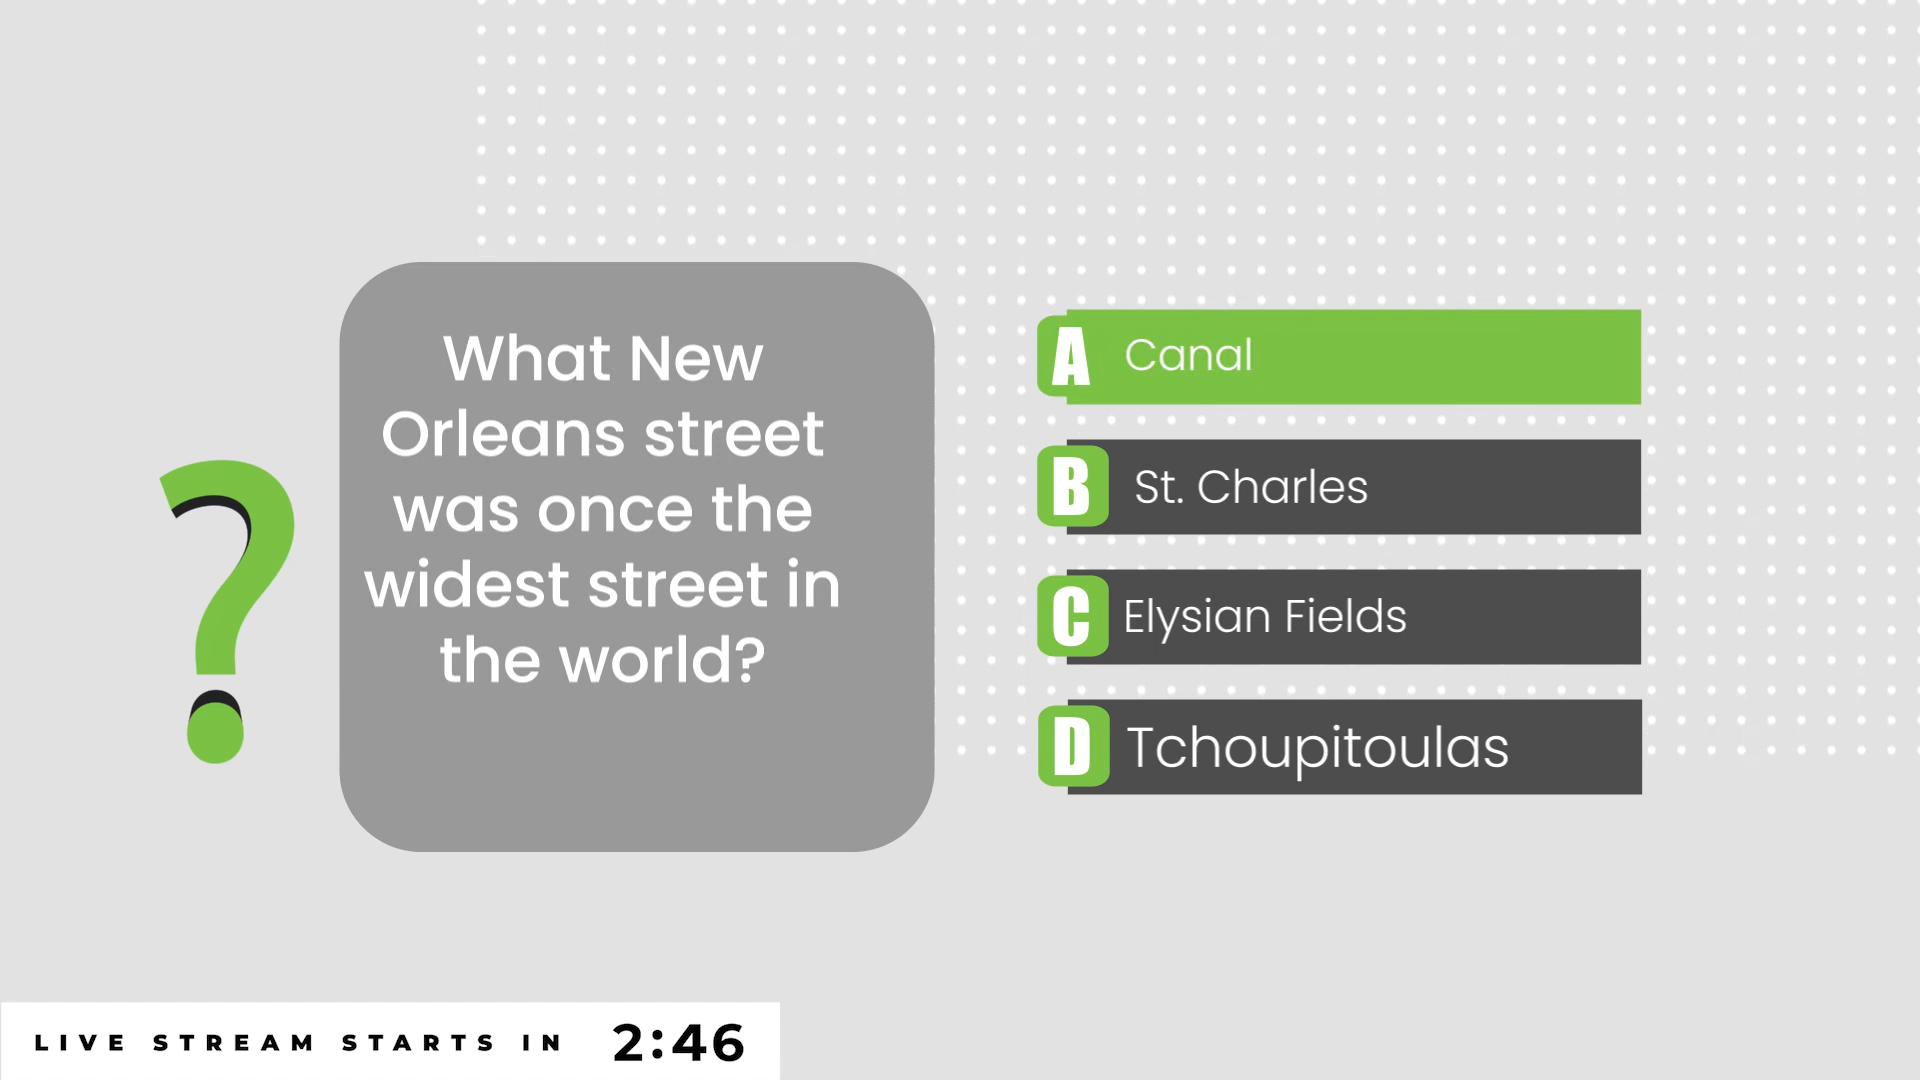 ?
What New
Orleans street
was once the
widest street in
the world?
A Canal
B St. Charles
C Elysian Fields
D Tchoupitoulas
LIVE STREAM STARTS IN 2:46